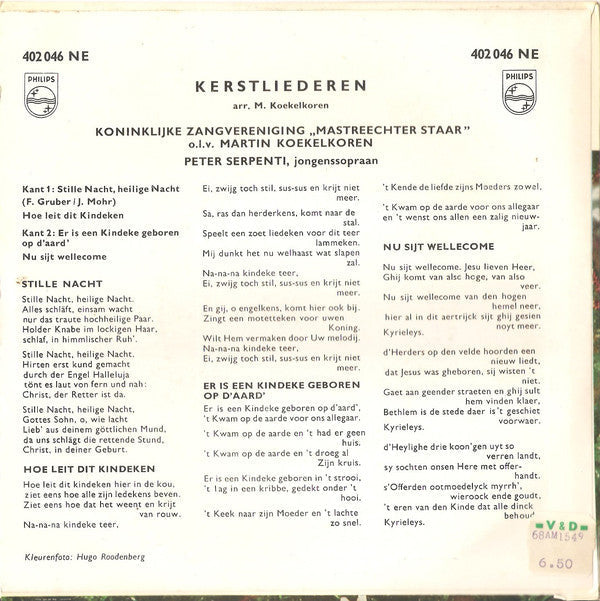 402 046 NE
402 046 NE
PHILIPS
PHILIPS
KERSTLIEDEREN
arr. M. Koekelkoren
KONINKLIJKE ZANGVERENIGING „MASTREECHTER STAAR”
o.l.v. MARTIN KOEKELKOREN
PETER SERPENTI, jongenssopraan
Kant 1: Stille Nacht, heilige Nacht
(F. Gruber / J. Mohr)
Hoe leit dit Kindeken
Kant 2: Er is een Kindeke geboren
op d'aard'
Nu sijt wellecome
STILLE NACHT
Stille Nacht, heilige Nacht.
Alles schläft, einsam wacht
nur das traute hochheilige Paar.
Holder Knabe im lockigen Haar,
schlaf, in himmlischer Ruh'.
Stille Nacht, heilige Nacht.
Hirten erst kund gemacht
durch der Engel Halleluja
tönt es laut von fern und nah:
Christ, der Retter ist da.
Stille Nacht, heilige Nacht,
Gottes Sohn, o, wie lacht
Lieb' aus deinem göttlichen Mund,
da uns schlägt die rettende Stund,
Christ, in deiner Geburt.
HOE LEIT DIT KINDEKEN
Hoe leit dit kindeken hier in de kou,
ziet eens hoe alle zijn ledekens beven.
Ziet eens hoe dat het weent en krijt
van rouw.
Na-na-na kindeke teer,
Ei, zwijg toch stil, sus-sus en krijt niet
meer.
Sa, ras dan herderkens, komt naar de
stal.
Speelt een zoet liedeken voor dit teer
lammeken.
Mij dunkt het nu welhaast wat slapen
zal.
Na-na-na kindeke teer,
Ei, zwijg toch stil, sus-sus en krijt niet
meer.
En gij, o engelkens, komt hier ook bij.
Zingt een motetteken voor uwen
Koning.
Wilt Hem vermaken door Uw melodij.
Na-na-na kindeke teer,
Ei, zwijg toch stil, sus-sus en krijt niet
meer.
ER IS EEN KINDEKE GEBOREN
OP D'AARD'
Er is een Kindeke geboren op d'aard',
't Kwam op de aarde voor ons allegaar.
't Kwam op de aarde en 't had er geen
huis.
't Kwam op de aarde en 't droeg al
Zijn kruis.
Er is een Kindeke geboren in 't strooi,
't lag in een kribbe, gedekt onder 't
hooi.
't Keek naar zijn Moeder en 't lachte
zo snel.
't Kende de liefde zijns Moeders zo wel.
't Kwam op de aarde voor ons allegaar
en 't wenst ons allen een zalig nieuw-
jaar.
NU SIJT WELLECOME
Nu sijt wellecome. Jesu lieven Heer,
Ghij komt van alsc hoge, van also
veer.
Nu sijt wellecome van den hogen
hemel neer,
hier al in dit aertrijck sijt ghij gesien
noyt meer.
Kyrieleys.
d'Herders op den velde hoorden een
nieuw liedt,
dat Jesus was gheboren, sij wisten 't
niet.
Gaet aan geender straeten en ghij sult
hem vinden klaer,
Bethlem is de stede daer is 't geschiet
voorwaer.
Kyrieleys.
d'Heylighe drie koon'gen uyt so
verren landt,
sy sochten onsen Here met offer-
handt.
s'Offerden ootmoedelyck myrrh',
wieroock ende goudt,
't eren van den Kinde dat alle dinck
behoud
Kyrieleys.
Kleurenfoto: Hugo Roodenberg
V & D
68AM1549
6.50